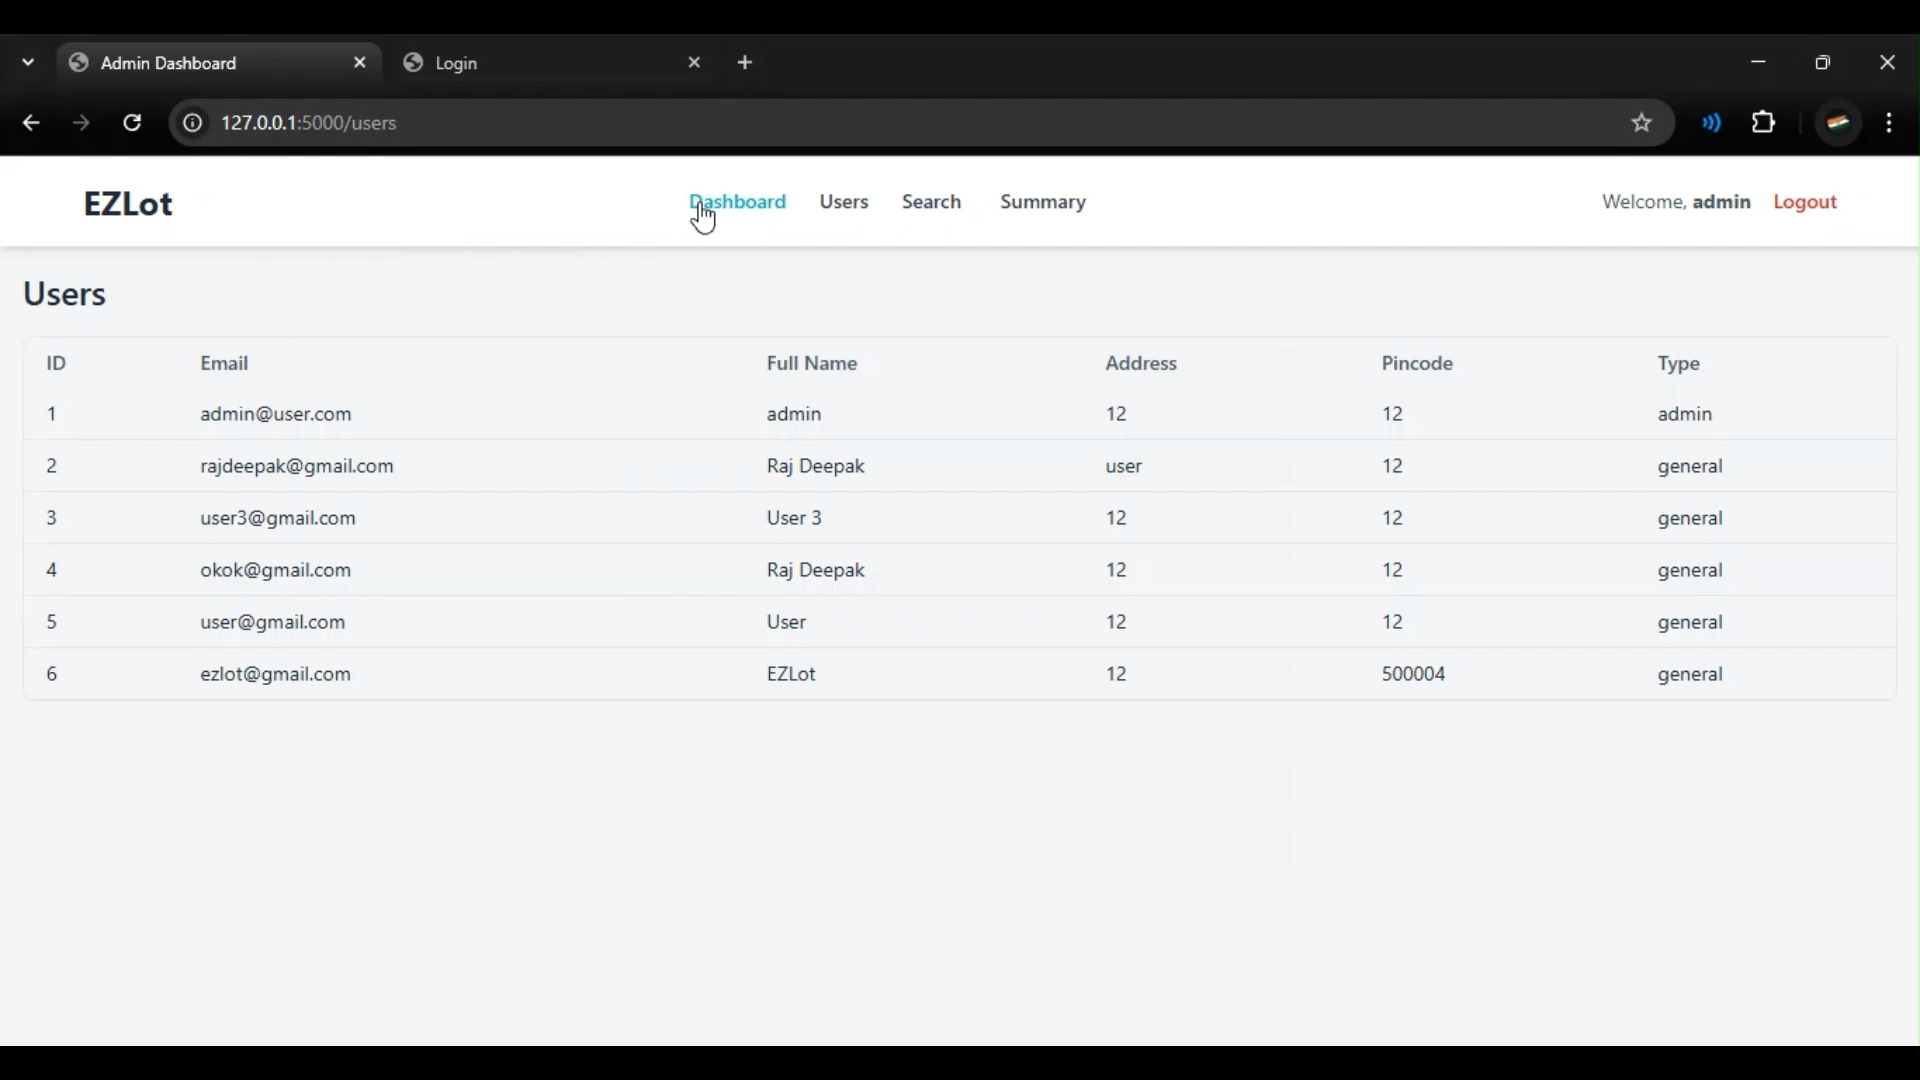 Admin Dashboard
Login
127.0.0.1:5000/users
EZLot
Dashboard Users Search Summary
Welcome, admin Logout
Users
ID Email Full Name Address Pincode Type
1 admin@user.com admin 12 12 admin
2 rajdeepak@gmail.com Raj Deepak user 12 general
3 user3@gmail.com User 3 12 12 general
4 okok@gmail.com Raj Deepak 12 12 general
5 user@gmail.com User 12 12 general
6 ezlot@gmail.com EZLot 12 500004 general